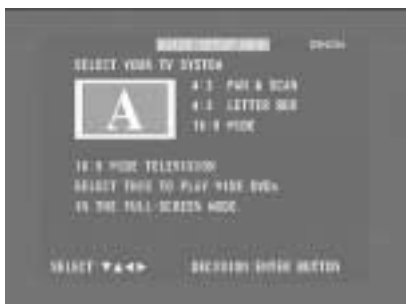 SELECT YOUR TV SYSTEM
A
4:3 PAN & SCAN
4:3 LETTER BOX
16:9 WIDE
16:9 WIDE TELEVISION
SELECT THIS TO PLAY WIDE DVDs
IN THE FULL-SCREEN MODE.
SELECT ▼▲◀▶ DECISION: ENTER BUTTON